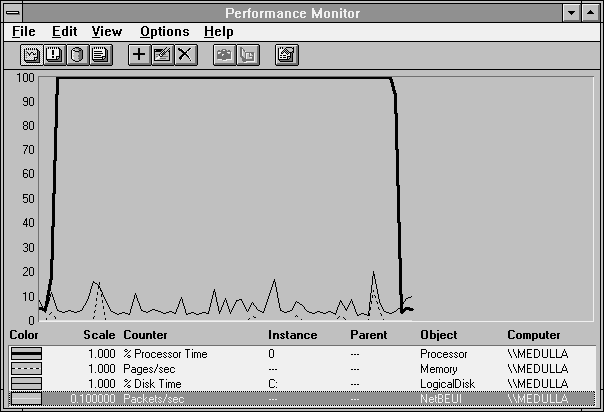 Performance Monitor
File Edit View Options Help
100
90
80
70
60
50
40
30
20
10
0
Color Scale Counter Instance Parent Object Computer
1.000 % Processor Time 0 --- Processor \\MEDULLA
1.000 Pages/sec --- --- Memory \\MEDULLA
1.000 % Disk Time C: --- LogicalDisk \\MEDULLA
0.100000 Packets/sec --- --- NetBEUI \\MEDULLA